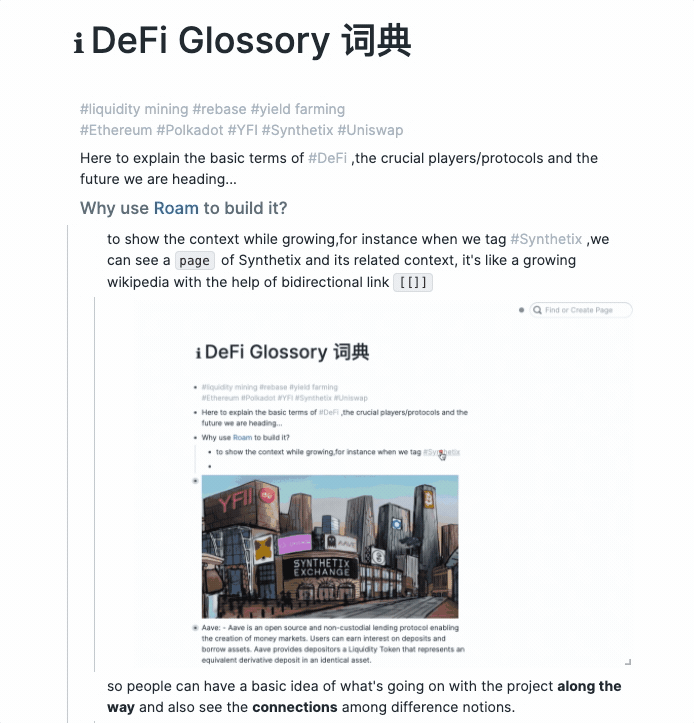 ℹ DeFi Glossary 词典
#liquidity mining #rebase #yield farming
#Ethereum #Polkadot #YFI #Synthetix #Uniswap
Here to explain the basic terms of #DeFi ,the crucial players/protocols and the
future we are heading...
Why use Roam to build it?
to show the context while growing,for instance when we tag #Synthetix ,we
can see a page of Synthetix and its related context, it's like a growing
wikipedia with the help of bidirectional link [[]]
Find or Create Page
ℹ DeFi Glossary 词典
#liquidity mining #rebase #yield farming
#Ethereum #Polkadot #YFI #Synthetix #Uniswap
Here to explain the basic terms of #DeFi ,the crucial players/protocols and the
future we are heading...
Why use Roam to build it?
to show the context while growing,for instance when we tag #Synthetix
YFII
AAVE
SYNTHETIX
EXCHANGE
Aave: - Aave is an open source and non-custodial lending protocol enabling
the creation of money markets. Users can earn interest on deposits and
borrow assets. Aave provides depositors a Liquidity Token that represents an
equivalent derivative deposit in an identical asset.
so people can have a basic idea of what's going on with the project along the
way and also see the connections among difference notions.